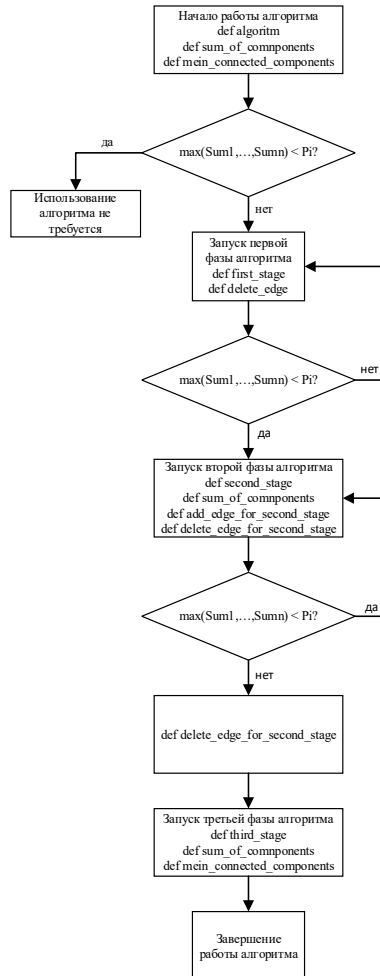 Начало работы алгоритма
def algoritm
def sum_of_comnponents
def mein_connected_components
да
max(Sum1,…,Sumn) < Pi?
Использование
алгоритма не
требуется
нет
Запуск первой
фазы алгоритма
def first_stage
def delete_edge
max(Sum1,…,Sumn) < Pi?
нет
да
Запуск второй фазы алгоритма
def second_stage
def sum_of_comnponents
def add_edge_for_second_stage
def delete_edge_for_second_stage
max(Sum1,…,Sumn) < Pi?
да
нет
def delete_edge_for_second_stage
Запуск третьей фазы алгоритма
def third_stage
def sum_of_comnponents
def mein_connected_components
Завершение
работы алгоритма